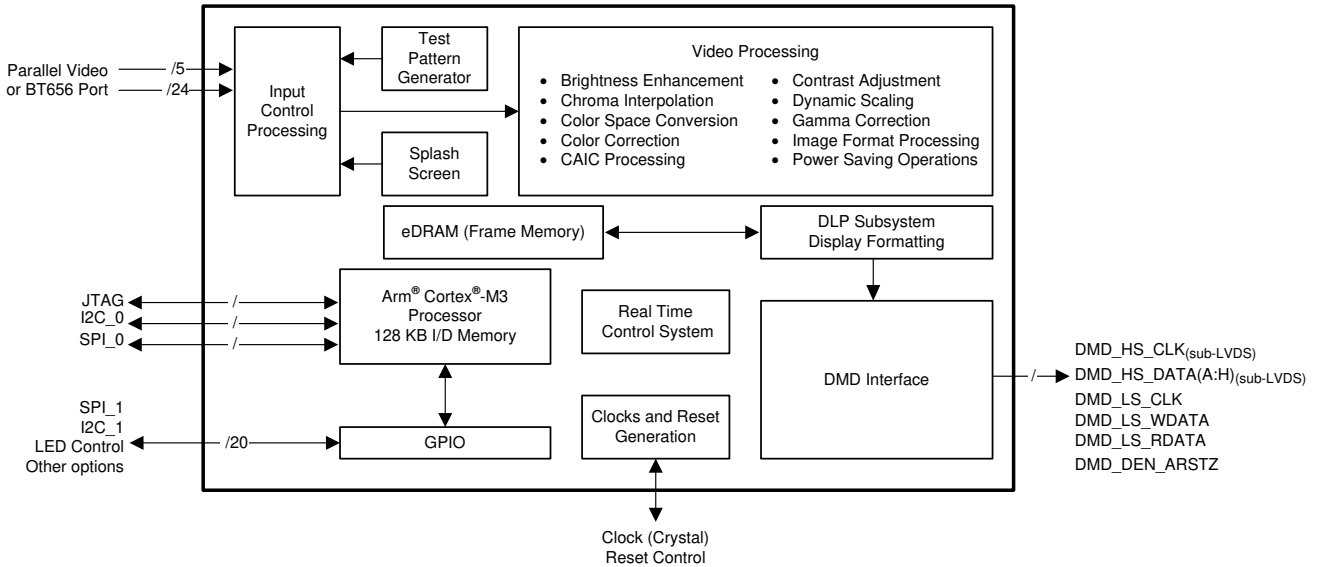 Parallel Video
or BT656 Port
/5
/24
Input
Control
Processing
Test
Pattern
Generator
Splash
Screen
Video Processing
• Brightness Enhancement
• Chroma Interpolation
• Color Space Conversion
• Color Correction
• CAIC Processing
• Contrast Adjustment
• Dynamic Scaling
• Gamma Correction
• Image Format Processing
• Power Saving Operations
eDRAM (Frame Memory)
DLP Subsystem
Display Formatting
JTAG
/
I2C_0
/
SPI_0
/
Arm® Cortex®-M3
Processor
128 KB I/D Memory
Real Time
Control System
DMD Interface
/
DMD_HS_CLK(sub-LVDS)
DMD_HS_DATA(A:H)(sub-LVDS)
DMD_LS_CLK
DMD_LS_WDATA
DMD_LS_RDATA
DMD_DEN_ARSTZ
SPI_1
I2C_1
LED Control
Other options
/20
GPIO
Clocks and Reset
Generation
Clock (Crystal)
Reset Control